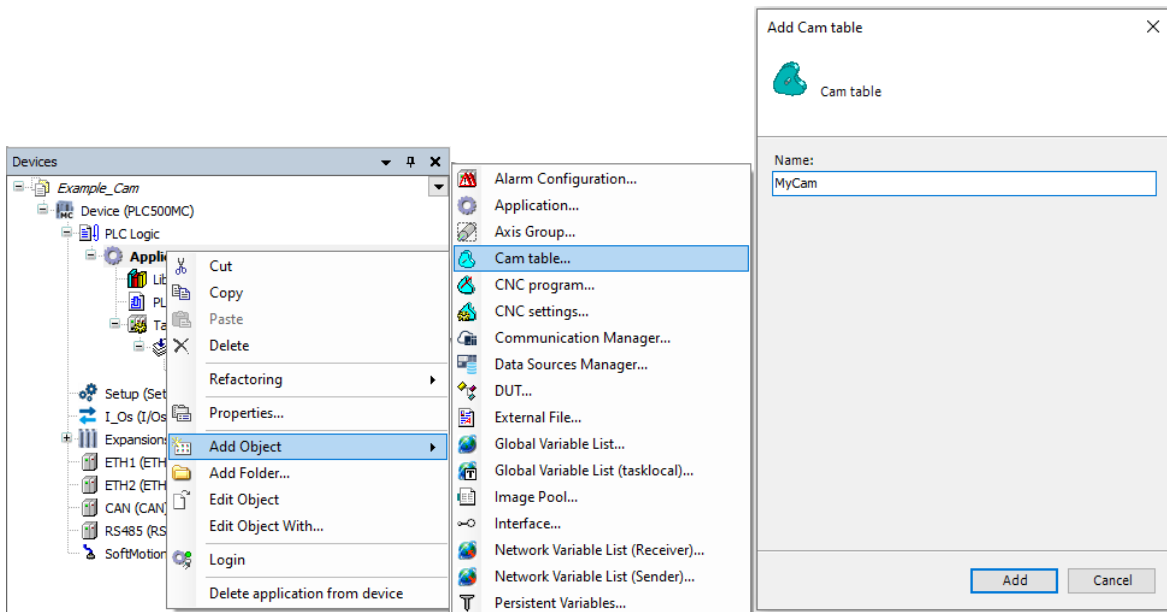 Devices
Example_Cam
Device (PLC500MC)
PLC Logic
Setup (Set
I_Os (I/Os
Expansion
ETH1 (ETH
ETH2 (ETH
CAN (CAN
RS485 (RS
SoftMotion
Cut
Copy
Paste
Delete
Refactoring
Properties...
Add Object
Add Folder...
Edit Object
Edit Object With...
Login
Delete application from device
Alarm Configuration...
Application...
Axis Group...
Cam table...
CNC program...
CNC settings...
Communication Manager...
Data Sources Manager...
DUT...
External File...
Global Variable List...
Global Variable List (tasklocal)...
Image Pool...
Interface...
Network Variable List (Receiver)...
Network Variable List (Sender)...
Persistent Variables...
Add Cam table
Cam table
Name:
MyCam
Add
Cancel